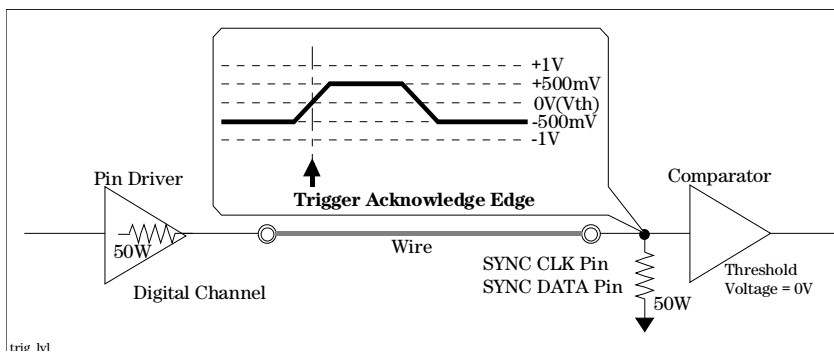 +1V
+500mV
0V(Vth)
-500mV
-1V
Trigger Acknowledge Edge
Pin Driver
50W
Digital Channel
Wire
SYNC CLK Pin
SYNC DATA Pin
50W
Comparator
Threshold
Voltage = 0V
trig_lvl